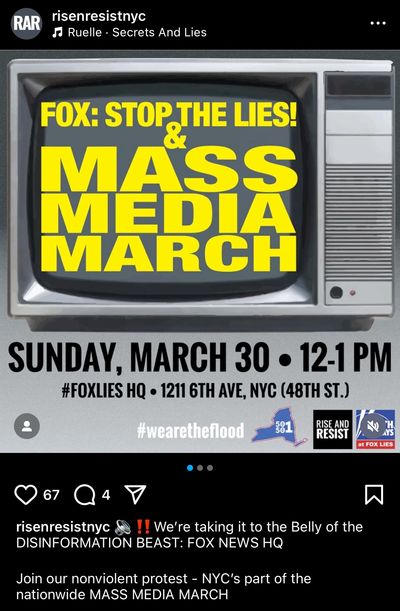 RAR
risenresistnyc
Ruelle · Secrets And Lies
FOX: STOP THE LIES!
&
MASS
MEDIA
MARCH
SUNDAY, MARCH 30 • 12-1 PM
#FOXLIES HQ • 1211 6TH AVE, NYC (48TH ST.)
#wearetheflood
50
50
1
RISE AND
RESIST
at FOX LIES
67
4
risenresistnyc 🔊 ‼️ We're taking it to the Belly of the
DISINFORMATION BEAST: FOX NEWS HQ
Join our nonviolent protest - NYC's part of the
nationwide MASS MEDIA MARCH